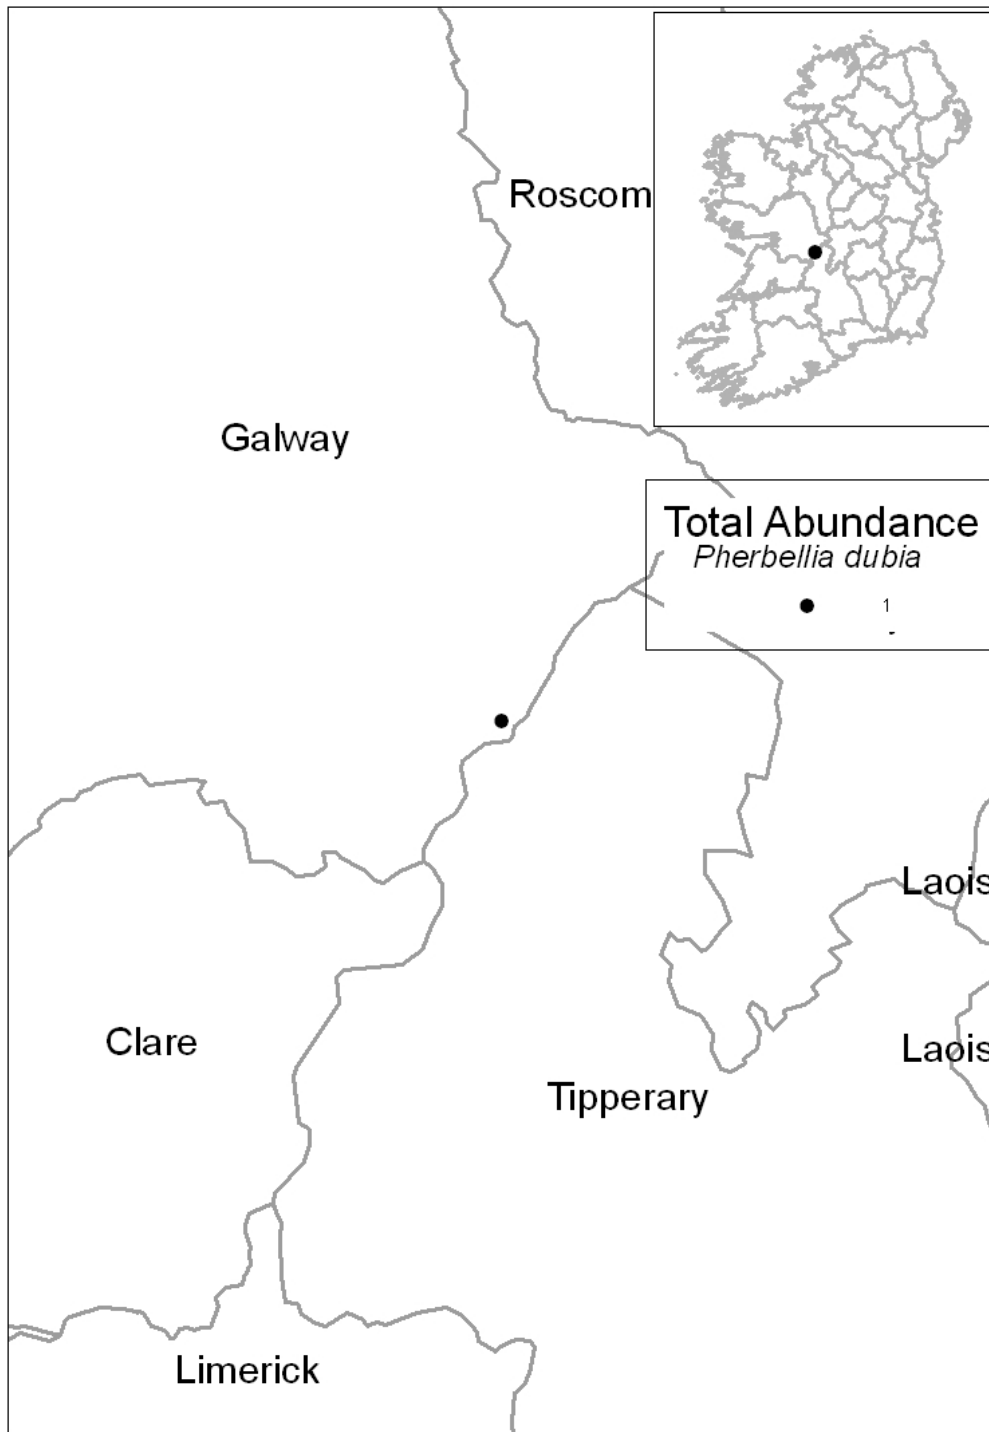 Roscom
Galway
Total Abundance
Pherbellia dubia
1
Laois
Clare
Laois
Tipperary
Limerick